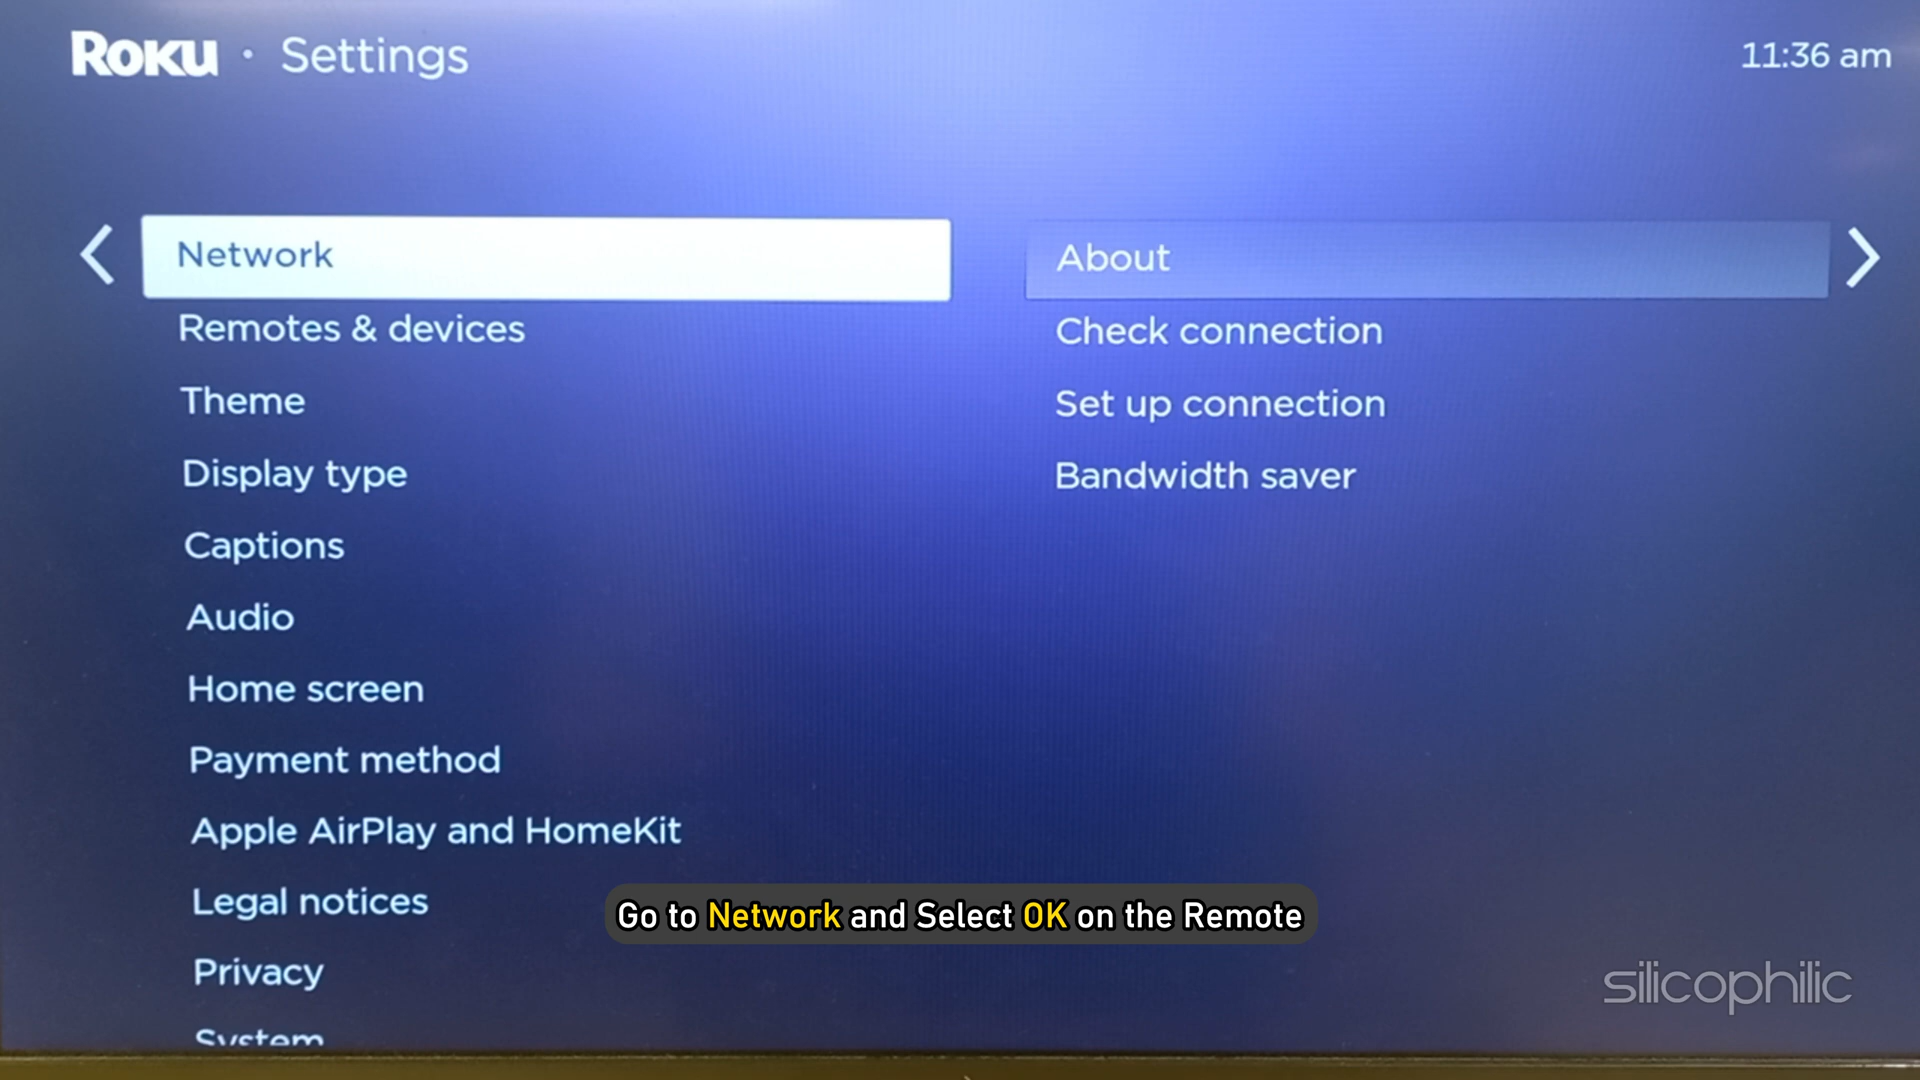 Roku · Settings
11:36 am
Network
Remotes & devices
Theme
Display type
Captions
Audio
Home screen
Payment method
Apple AirPlay and HomeKit
Legal notices
Privacy
System
About
Check connection
Set up connection
Bandwidth saver
Go to Network and Select OK on the Remote
silicophilic